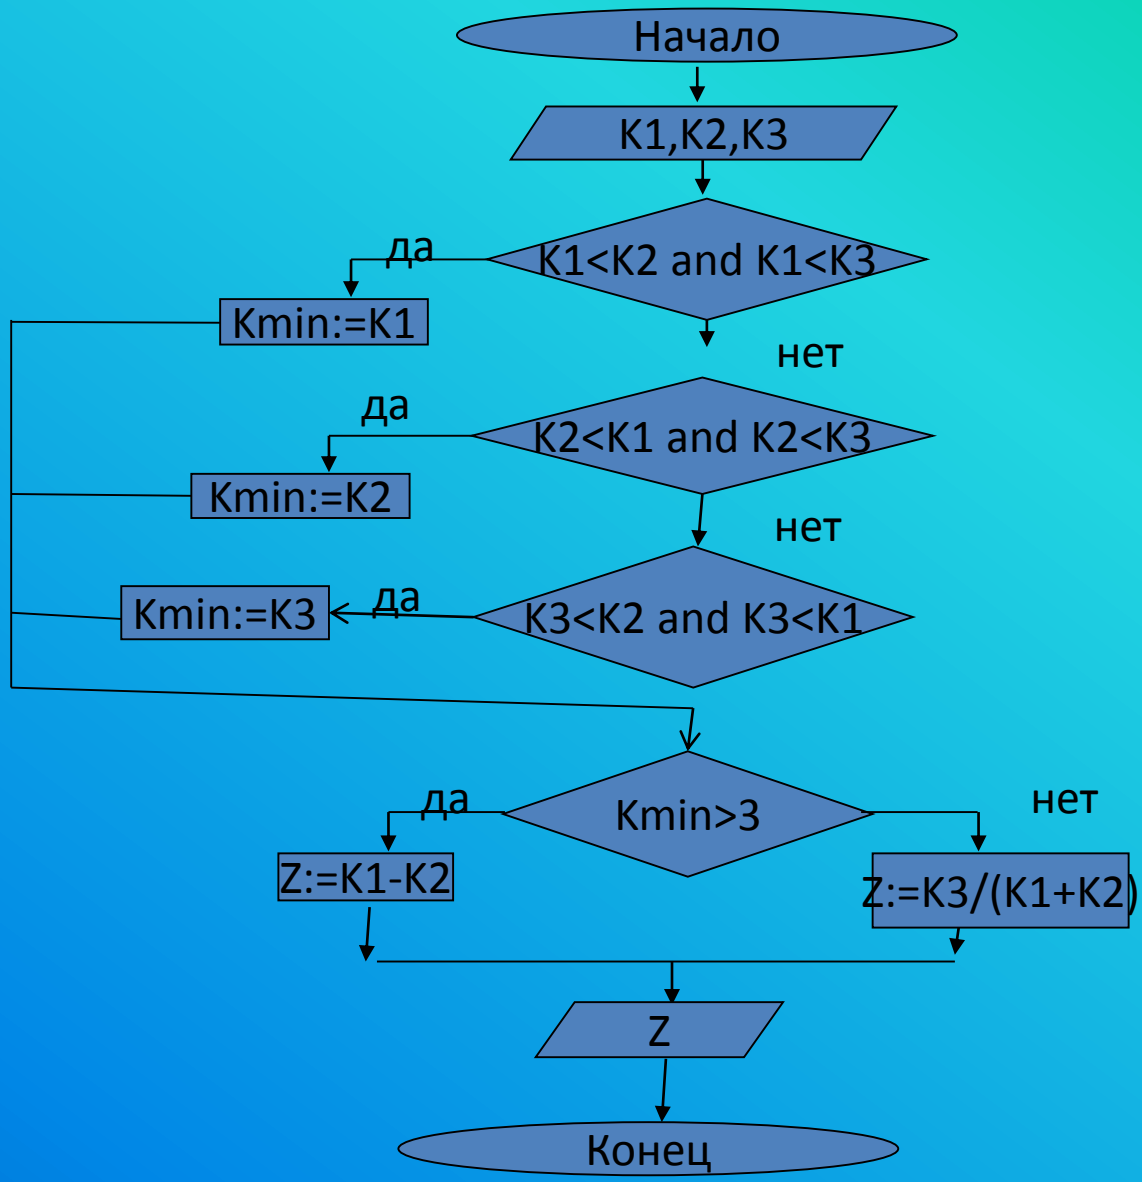 Начало
K1,K2,K3
да
K1<K2 and K1<K3
Kmin:=K1
нет
да
K2<K1 and K2<K3
Kmin:=K2
нет
Kmin:=K3
да
K3<K2 and K3<K1
да
Kmin>3
нет
Z:=K1-K2
Z:=K3/(K1+K2)
Z
Конец